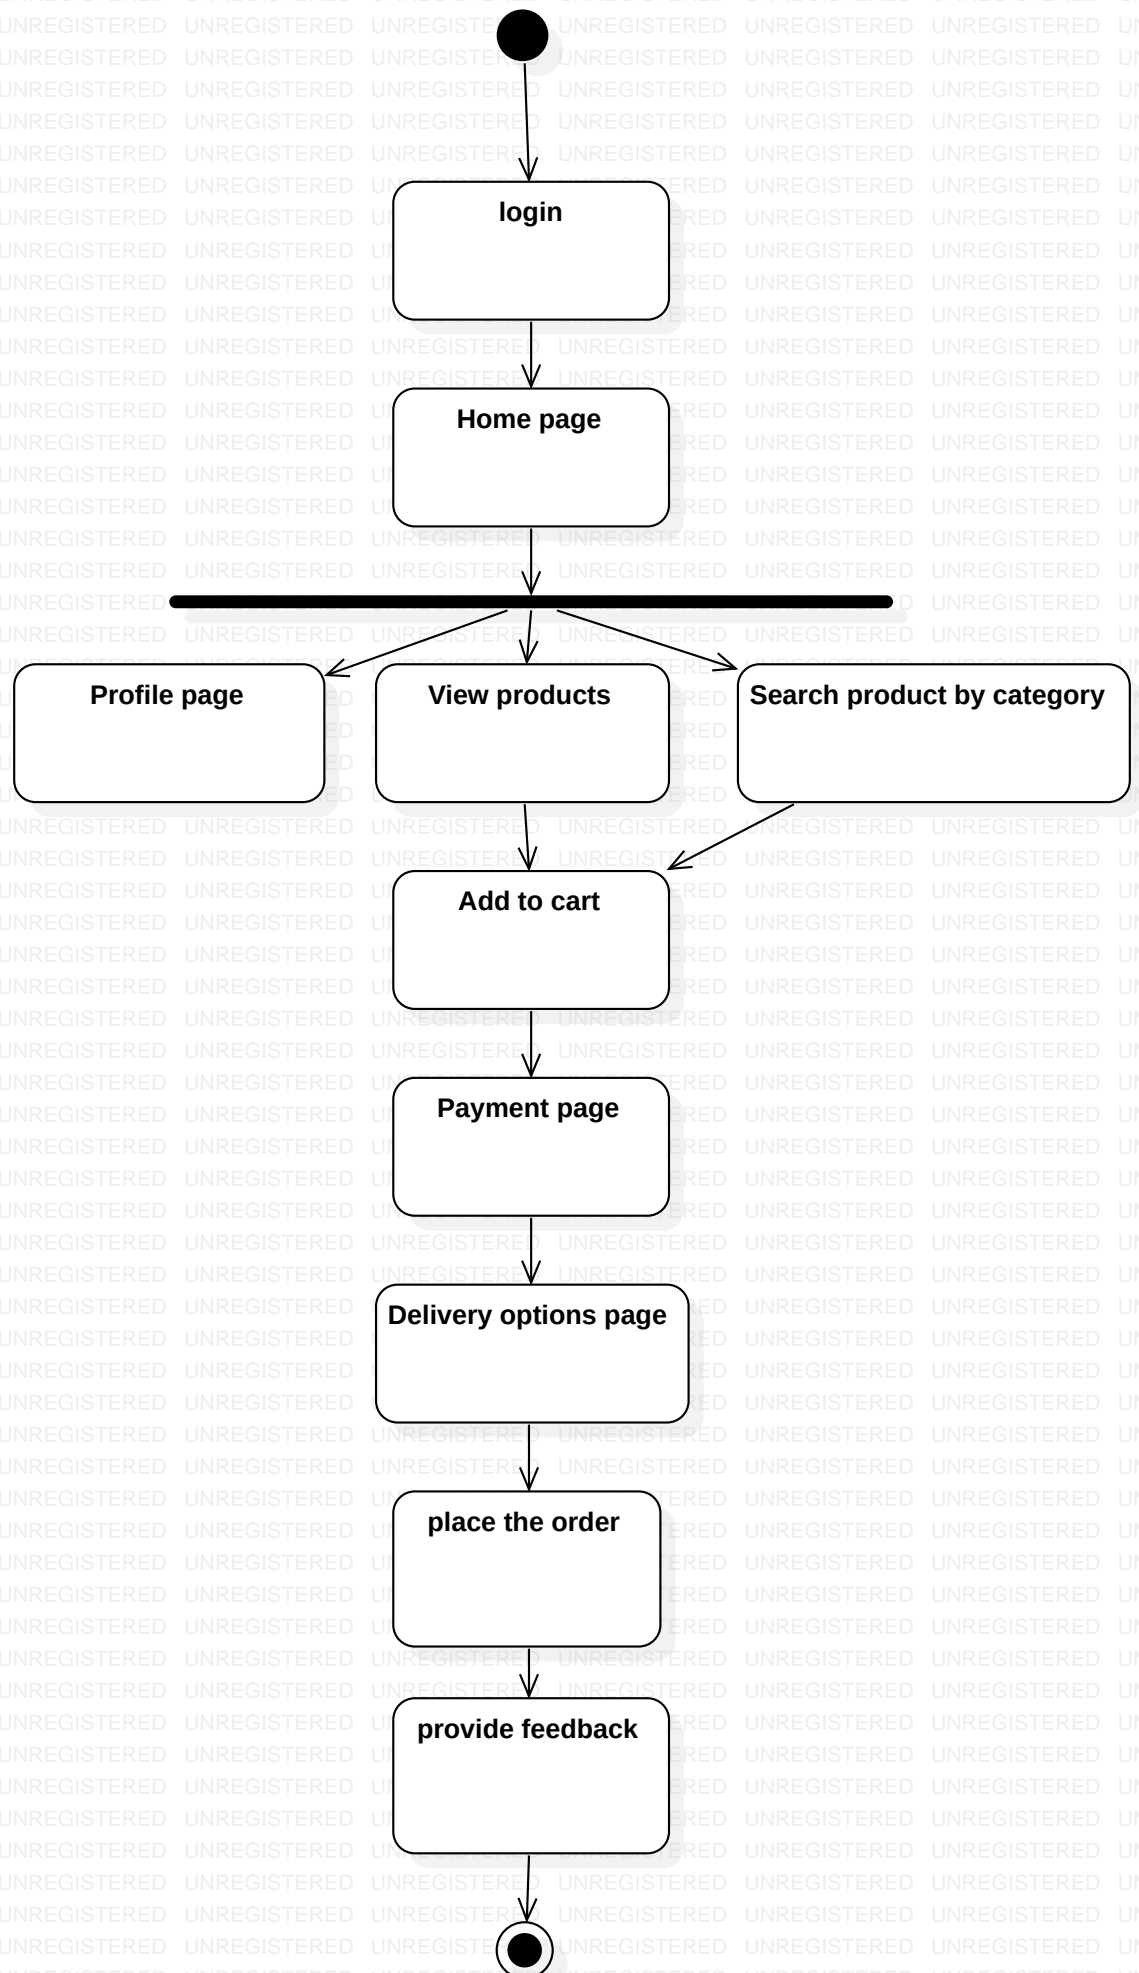 login
Home page
Profile page
View products
Search product by category
Add to cart
Payment page
Delivery options page
place the order
provide feedback
UNREGISTERED